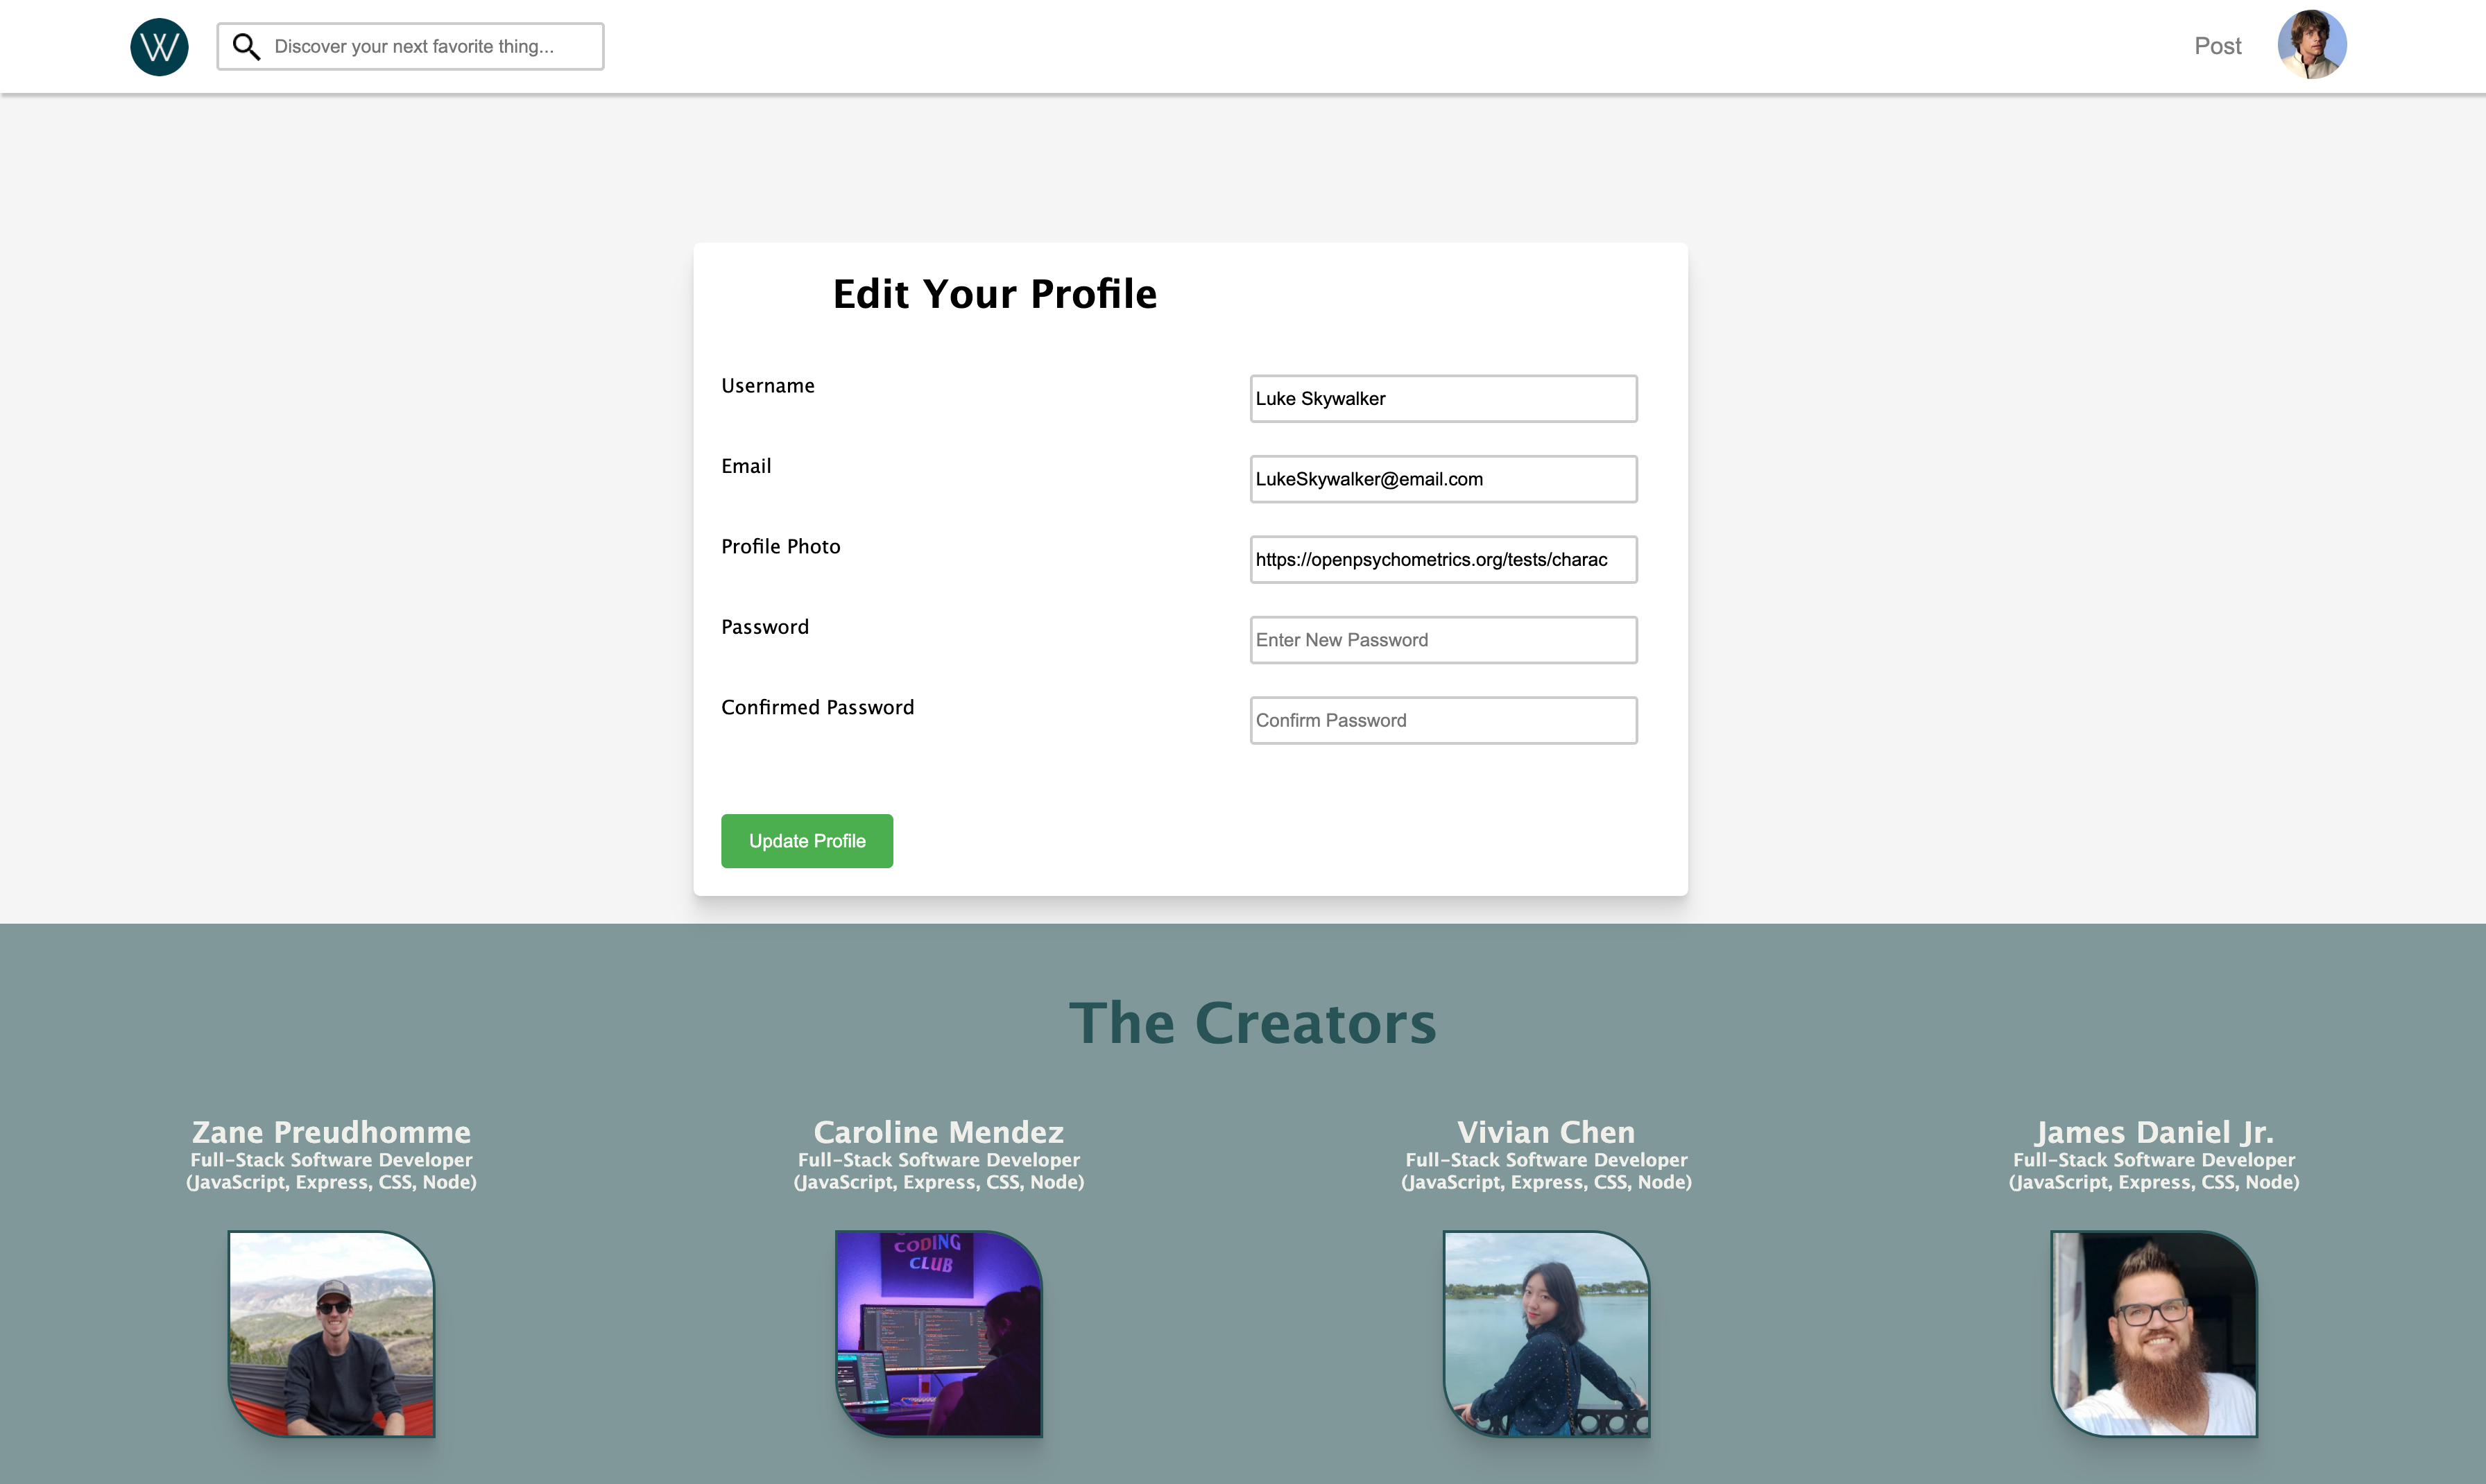 W
Discover your next favorite thing...
Post
Edit Your Profile
Username
Luke Skywalker
Email
LukeSkywalker@email.com
Profile Photo
https://openpsychometrics.org/tests/charac
Password
Enter New Password
Confirmed Password
Confirm Password
Update Profile
The Creators
Zane Preudhomme
Full-Stack Software Developer
(JavaScript, Express, CSS, Node)
Caroline Mendez
Full-Stack Software Developer
(JavaScript, Express, CSS, Node)
Vivian Chen
Full-Stack Software Developer
(JavaScript, Express, CSS, Node)
James Daniel Jr.
Full-Stack Software Developer
(JavaScript, Express, CSS, Node)
CODING
CLUB